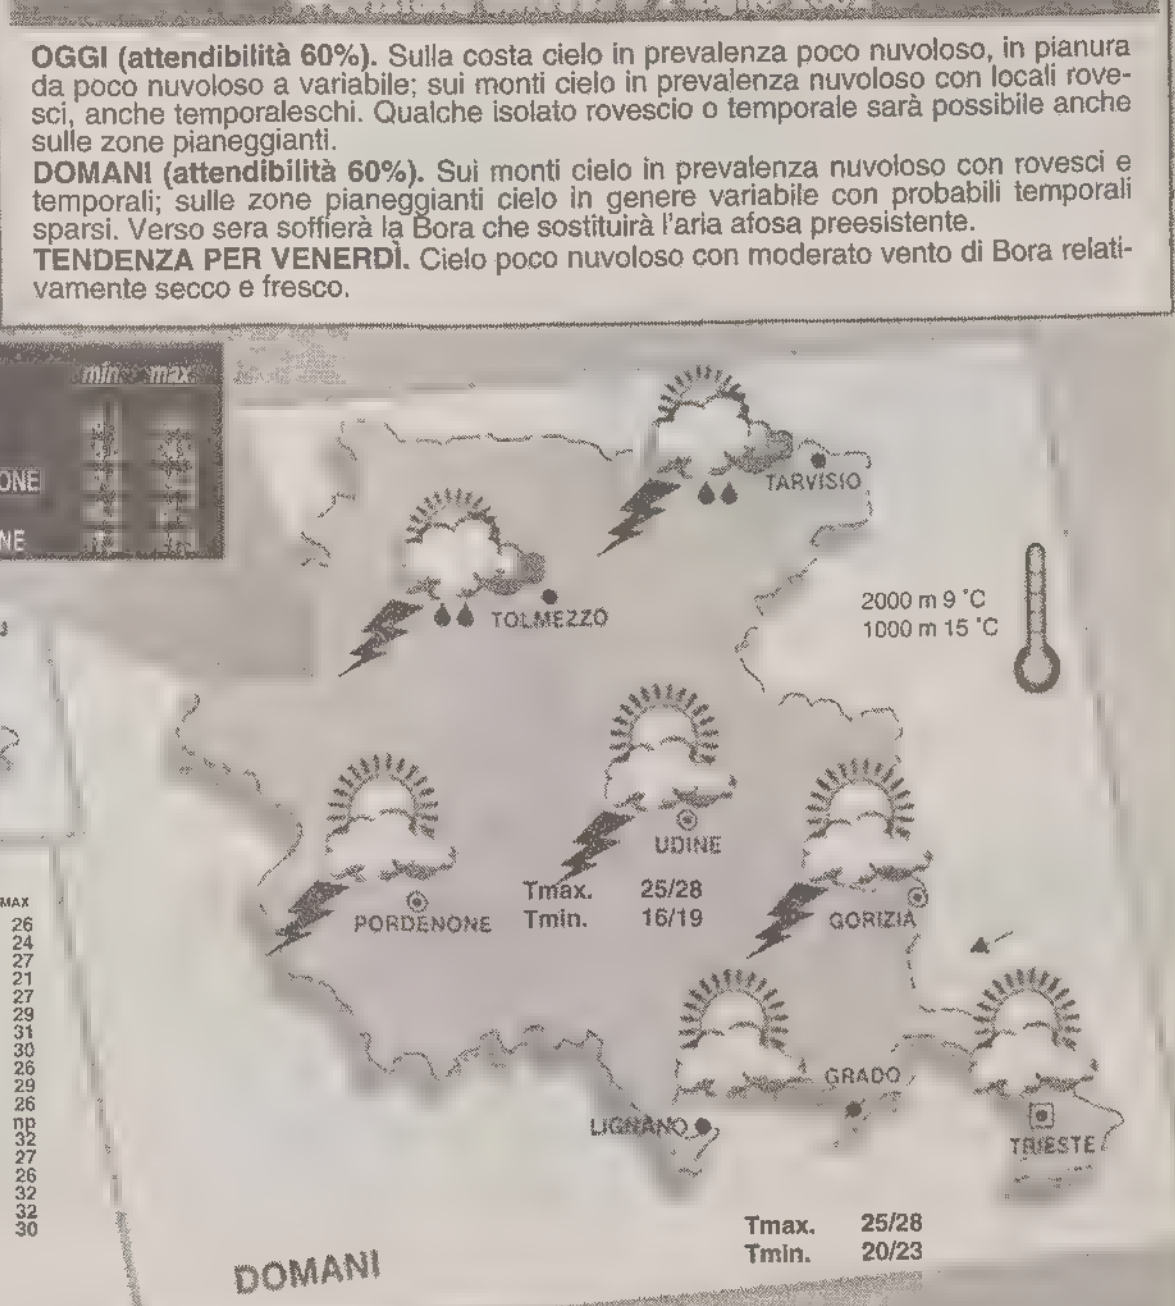 OGGI (attendibilità 60%). Sulla costa cielo in prevalenza poco nuvoloso, in pianura
da poco nuvoloso a variabile; sui monti cielo in prevalenza nuvoloso con locali rove-
sci, anche temporaleschi. Qualche isolato rovescio o temporale sarà possibile anche
sulle zone pianeggianti.
DOMANI (attendibilità 60%). Sui monti cielo in prevalenza nuvoloso con rovesci e
temporali; sulle zone pianeggianti cielo in genere variabile con probabili temporali
sparsi. Verso sera soffierà la Bora che sostituirà l'aria afosa preesistente.
TENDENZA PER VENERDÌ. Cielo poco nuvoloso con moderato vento di Bora relati-
vamente secco e fresco.
min max
ONE
NE
TARVISIO
TOLMEZZO
2000 m 9 °C
1000 m 15 °C
UDINE
PORDENONE
Tmax. 25/28
Tmin. 16/19
GORIZIA
GRADO
LIGNANO
TRIESTE
MAX
26
24
27
21
27
29
31
30
26
29
26
np
32
27
26
32
32
30
Tmax. 25/28
Tmin. 20/23
DOMANI